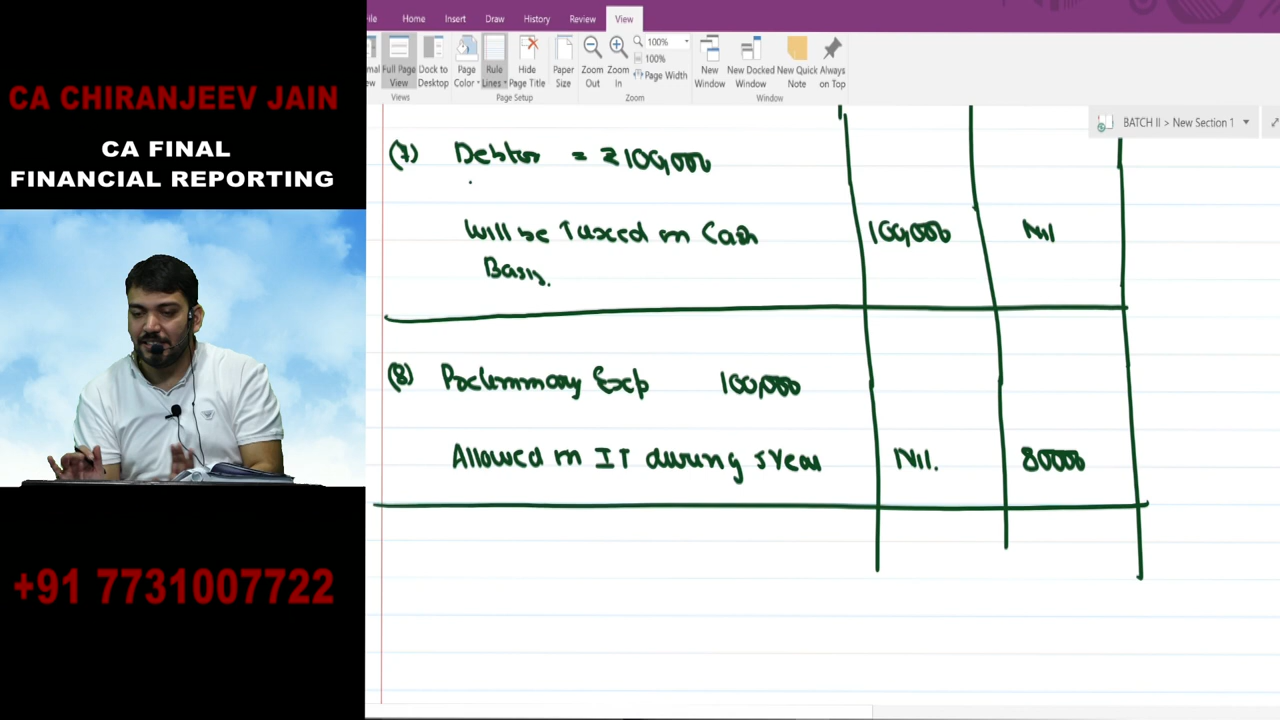 CA CHIRANJEEV JAIN
CA FINAL
FINANCIAL REPORTING
+91 7731007722
File Home Insert Draw History Review View
Full Page View
Dock to Desktop
Page Color
Rule Lines
Hide Page Title
Paper Size
Zoom Out
Zoom In
100%
100%
Page Width
New Window
New Docked Window
New Quick Note
Always on Top
Views Page Setup Zoom Window
BATCH II > New Section 1
(7) Debtor = ₹100,000
Will be Taxed on Cash 100,000 Nil
Basis.
(8) Preliminary Exp 100,000
Allowed in IT during 5 Year Nil. 80000